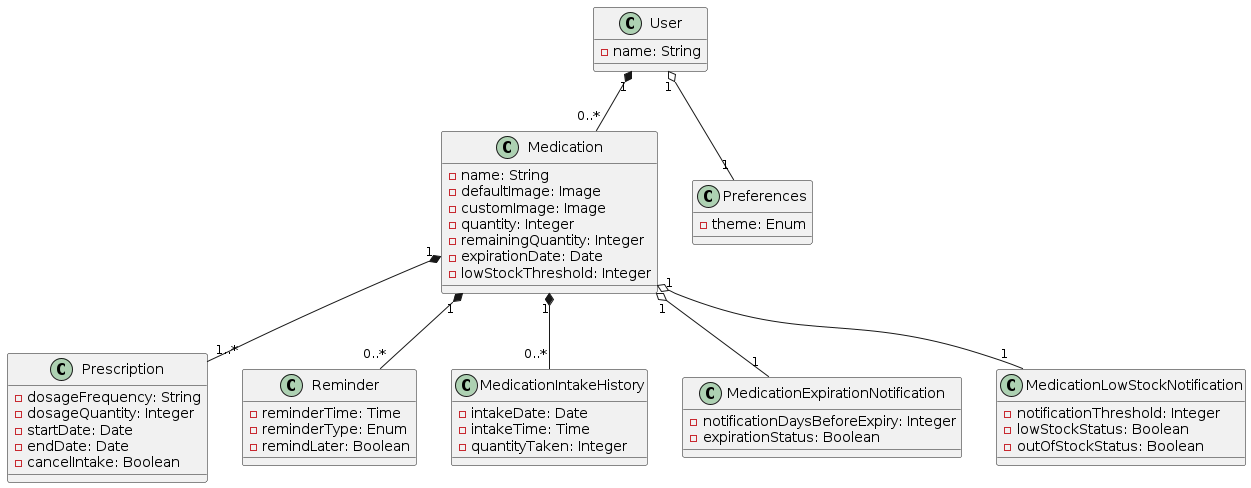 C User
name: String
1
1
0..*
1
C Medication
name: String
defaultImage: Image
customImage: Image
quantity: Integer
remainingQuantity: Integer
expirationDate: Date
lowStockThreshold: Integer
C Preferences
theme: Enum
1
1
1
1
1
1..*
0..*
0..*
1
1
C Prescription
dosageFrequency: String
dosageQuantity: Integer
startDate: Date
endDate: Date
cancelIntake: Boolean
C Reminder
reminderTime: Time
reminderType: Enum
remindLater: Boolean
C MedicationIntakeHistory
intakeDate: Date
intakeTime: Time
quantityTaken: Integer
C MedicationExpirationNotification
notificationDaysBeforeExpiry: Integer
expirationStatus: Boolean
C MedicationLowStockNotification
notificationThreshold: Integer
lowStockStatus: Boolean
outOfStockStatus: Boolean